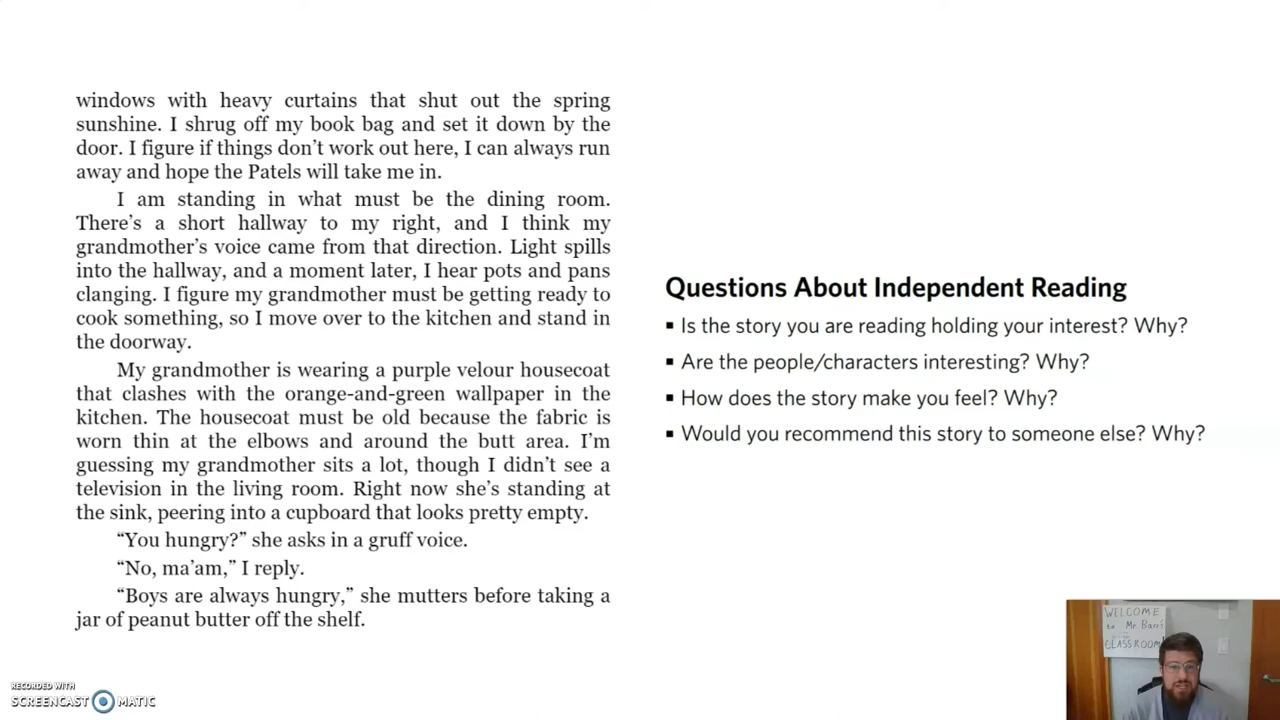 windows with heavy curtains that shut out the spring
sunshine. I shrug off my book bag and set it down by the
door. I figure if things don’t work out here, I can always run
away and hope the Patels will take me in.
I am standing in what must be the dining room.
There’s a short hallway to my right, and I think my
grandmother’s voice came from that direction. Light spills
into the hallway, and a moment later, I hear pots and pans
clanging. I figure my grandmother must be getting ready to
cook something, so I move over to the kitchen and stand in
the doorway.
My grandmother is wearing a purple velour housecoat
that clashes with the orange-and-green wallpaper in the
kitchen. The housecoat must be old because the fabric is
worn thin at the elbows and around the butt area. I’m
guessing my grandmother sits a lot, though I didn’t see a
television in the living room. Right now she’s standing at
the sink, peering into a cupboard that looks pretty empty.
“You hungry?” she asks in a gruff voice.
“No, ma’am,” I reply.
“Boys are always hungry,” she mutters before taking a
jar of peanut butter off the shelf.
Questions About Independent Reading
▪ Is the story you are reading holding your interest? Why?
▪ Are the people/characters interesting? Why?
▪ How does the story make you feel? Why?
▪ Would you recommend this story to someone else? Why?
WELCOME
to Mr.
CLASSROOM
RECORDED WITH
SCREENCAST MATIC